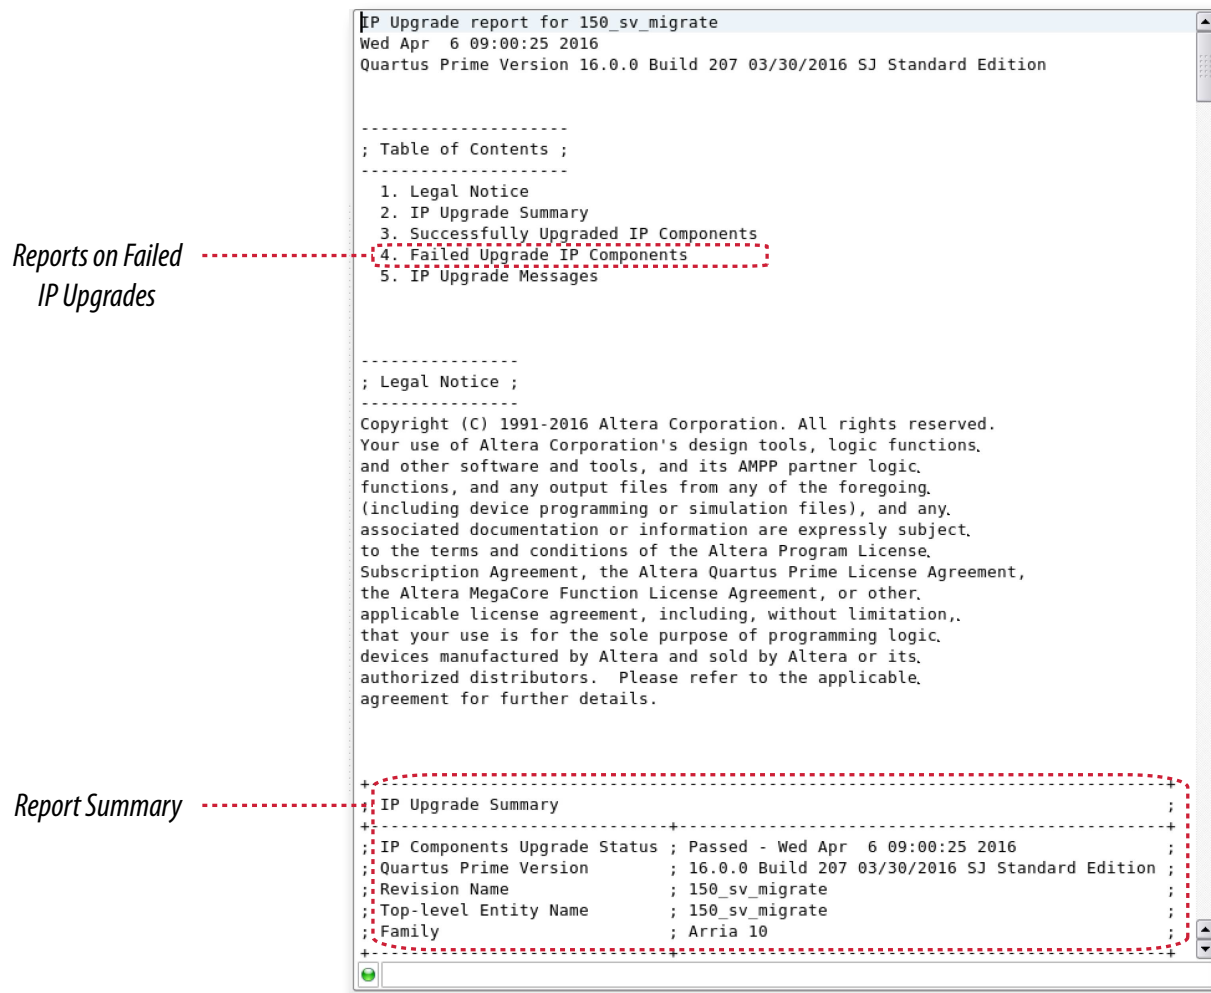 IP Upgrade report for 150_sv_migrate
Wed Apr  6 09:00:25 2016
Quartus Prime Version 16.0.0 Build 207 03/30/2016 SJ Standard Edition
---------------------
; Table of Contents ;
---------------------
1. Legal Notice
2. IP Upgrade Summary
3. Successfully Upgraded IP Components
4. Failed Upgrade IP Components
5. IP Upgrade Messages
Reports on Failed
IP Upgrades
----------------
; Legal Notice ;
----------------
Copyright (C) 1991-2016 Altera Corporation. All rights reserved.
Your use of Altera Corporation's design tools, logic functions
and other software and tools, and its AMPP partner logic
functions, and any output files from any of the foregoing
(including device programming or simulation files), and any
associated documentation or information are expressly subject
to the terms and conditions of the Altera Program License
Subscription Agreement, the Altera Quartus Prime License Agreement,
the Altera MegaCore Function License Agreement, or other
applicable license agreement, including, without limitation,
that your use is for the sole purpose of programming logic
devices manufactured by Altera and sold by Altera or its
authorized distributors.  Please refer to the applicable
agreement for further details.
Report Summary
; IP Upgrade Summary ;
; IP Components Upgrade Status ; Passed - Wed Apr  6 09:00:25 2016 ;
; Quartus Prime Version ; 16.0.0 Build 207 03/30/2016 SJ Standard Edition ;
; Revision Name ; 150_sv_migrate ;
; Top-level Entity Name ; 150_sv_migrate ;
; Family ; Arria 10 ;